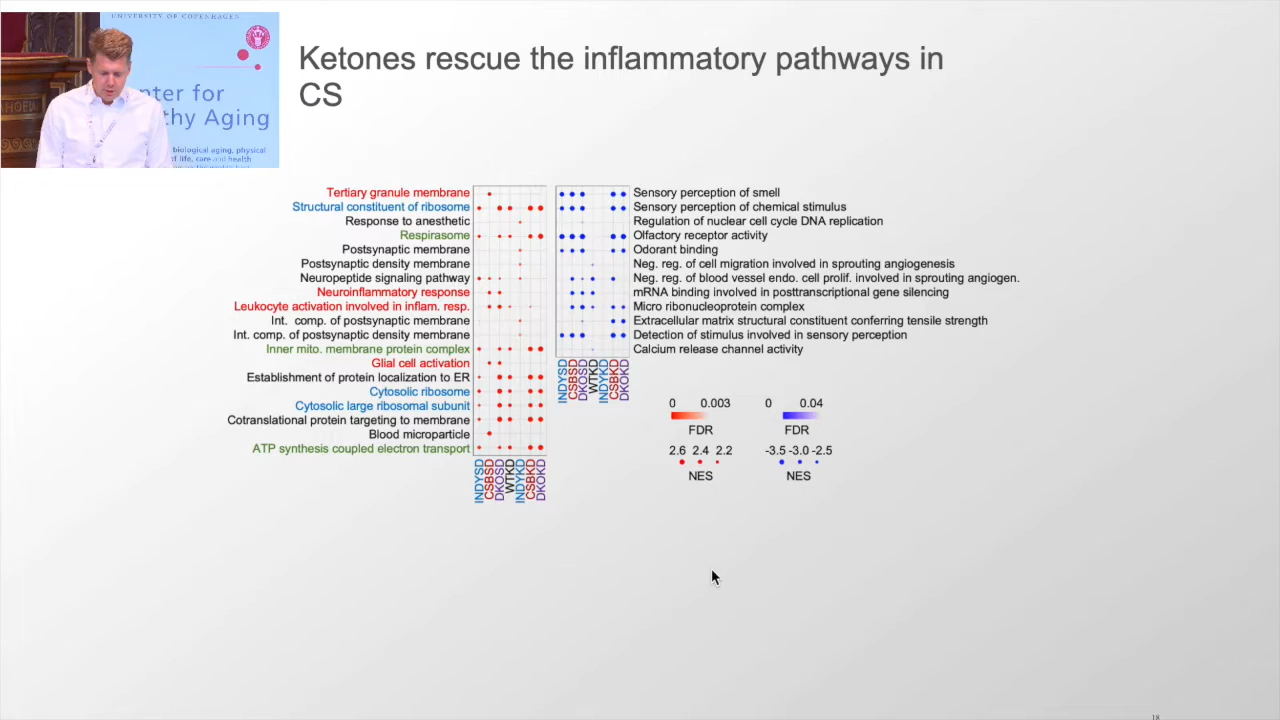 UNIVERSITY OF COPENHAGEN
nter for
thy Aging
biological aging, physical
of life, care and health
Ketones rescue the inflammatory pathways in
CS
Tertiary granule membrane
Structural constituent of ribosome
Response to anesthetic
Respirasome
Postsynaptic membrane
Postsynaptic density membrane
Neuropeptide signaling pathway
Neuroinflammatory response
Leukocyte activation involved in inflam. resp.
Int. comp. of postsynaptic membrane
Int. comp. of postsynaptic density membrane
Inner mito. membrane protein complex
Glial cell activation
Establishment of protein localization to ER
Cytosolic ribosome
Cytosolic large ribosomal subunit
Cotranslational protein targeting to membrane
Blood microparticle
ATP synthesis coupled electron transport
INDYSD
CSBSD
DKOSD
WTKD
INDYKD
CSBKD
DKOKD
Sensory perception of smell
Sensory perception of chemical stimulus
Regulation of nuclear cell cycle DNA replication
Olfactory receptor activity
Odorant binding
Neg. reg. of cell migration involved in sprouting angiogenesis
Neg. reg. of blood vessel endo. cell prolif. involved in sprouting angiogen.
mRNA binding involved in posttranscriptional gene silencing
Micro ribonucleoprotein complex
Extracellular matrix structural constituent conferring tensile strength
Detection of stimulus involved in sensory perception
Calcium release channel activity
INDYSD
CSBSD
DKOSD
WTKD
INDYKD
CSBKD
DKOKD
0 0.003
FDR
2.6 2.4 2.2
NES
0 0.04
FDR
-3.5 -3.0 -2.5
NES
18